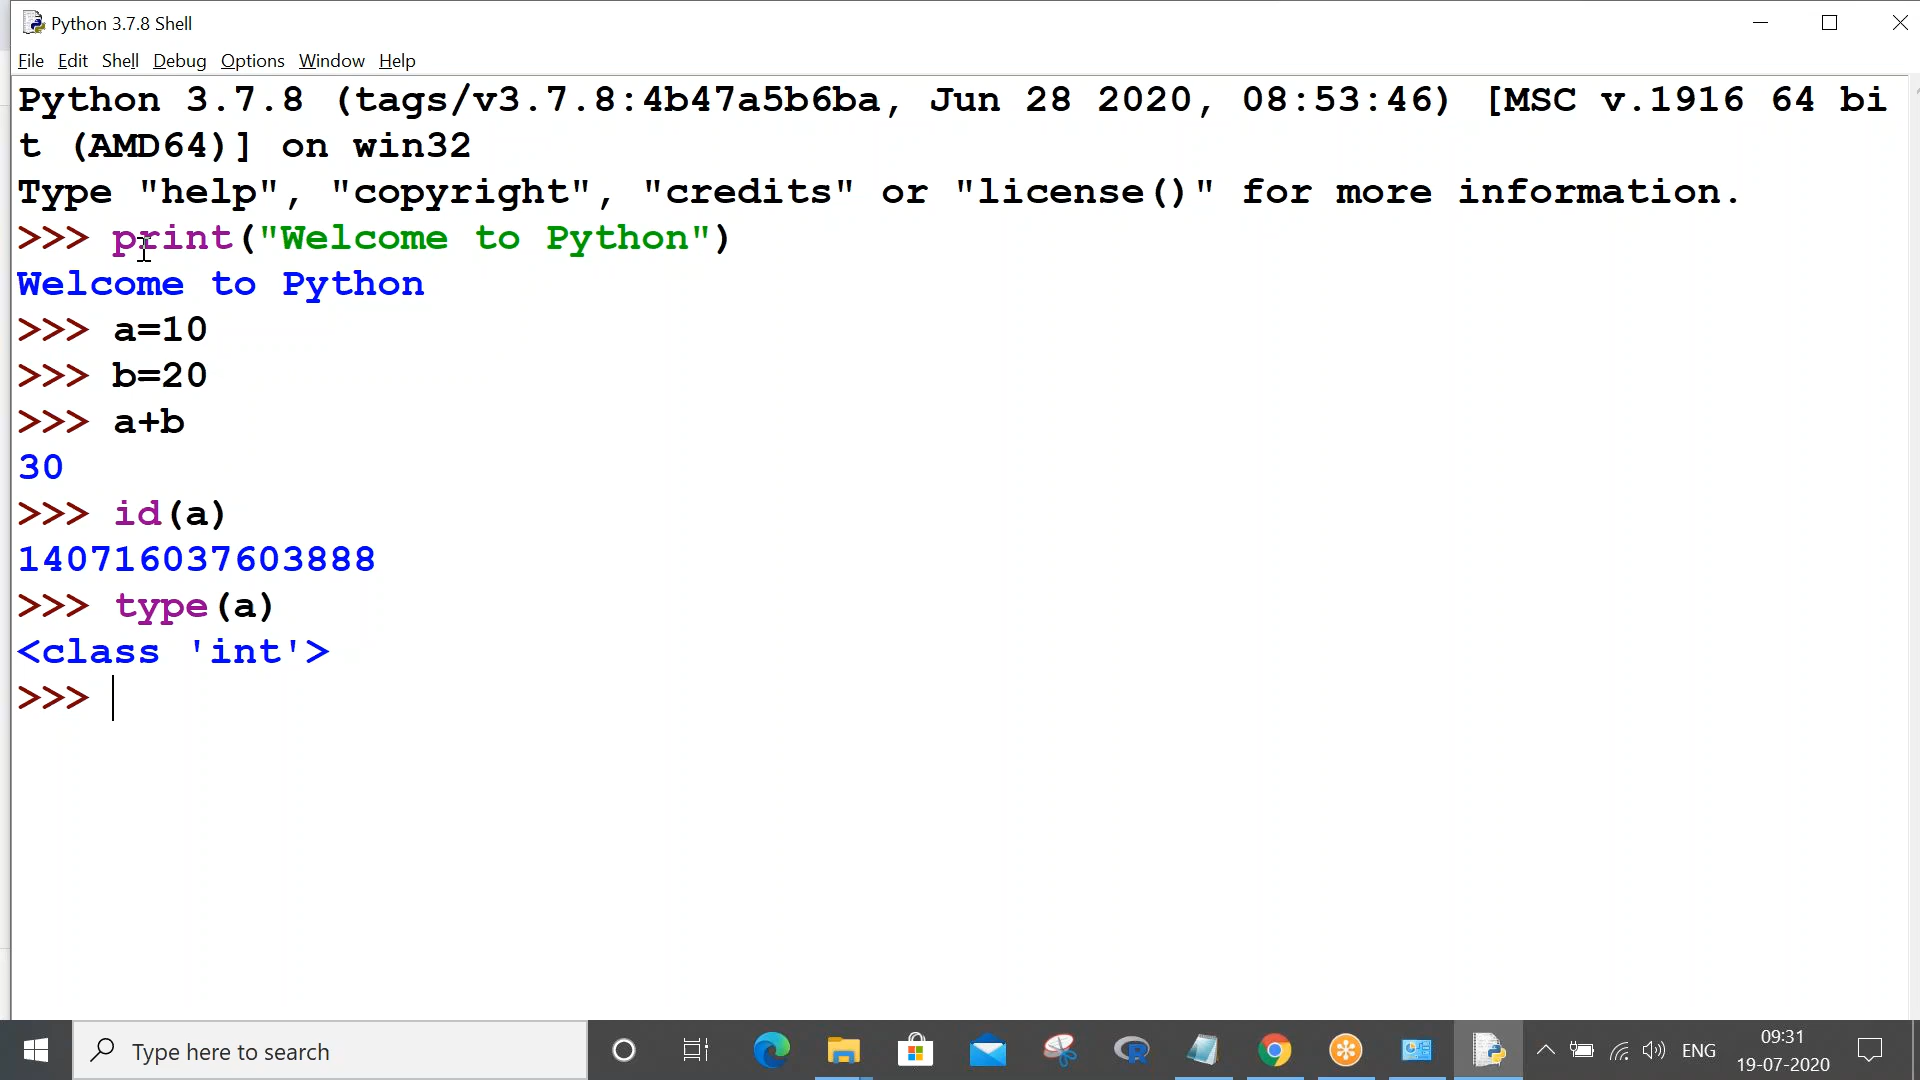 Python 3.7.8 Shell
File Edit Shell Debug Options Window Help
Python 3.7.8 (tags/v3.7.8:4b47a5b6ba, Jun 28 2020, 08:53:46) [MSC v.1916 64 bi
t (AMD64)] on win32
Type "help", "copyright", "credits" or "license()" for more information.
>>> print("Welcome to Python")
Welcome to Python
>>> a=10
>>> b=20
>>> a+b
30
>>> id(a)
140716037603888
>>> type(a)
<class 'int'>
>>>
Type here to search
ENG
09:31
19-07-2020